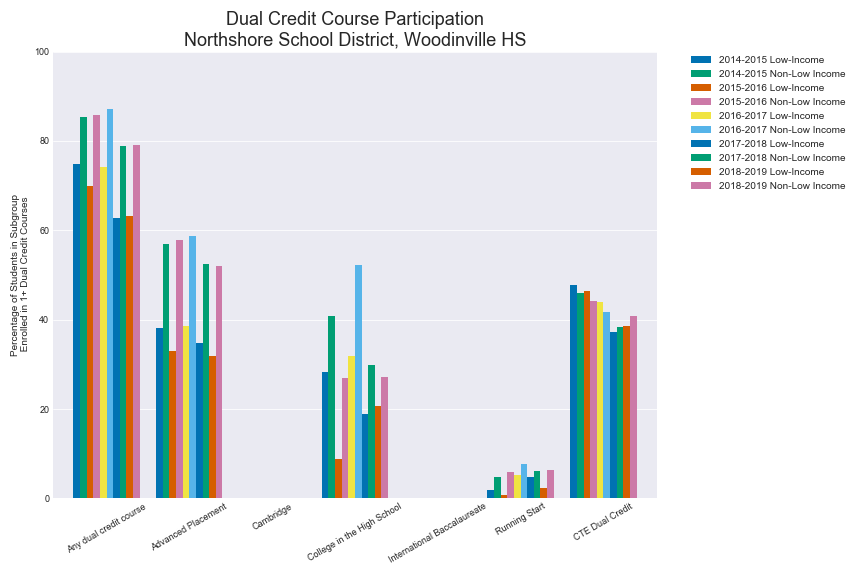 Dual Credit Course Participation
Northshore School District, Woodinville HS
Percentage of Students in Subgroup
Enrolled in 1+ Dual Credit Courses
100
80
60
40
20
0
Any dual credit course
Advanced Placement
Cambridge
College in the High School
International Baccalaureate
Running Start
CTE Dual Credit
2014-2015 Low-Income
2014-2015 Non-Low Income
2015-2016 Low-Income
2015-2016 Non-Low Income
2016-2017 Low-Income
2016-2017 Non-Low Income
2017-2018 Low-Income
2017-2018 Non-Low Income
2018-2019 Low-Income
2018-2019 Non-Low Income